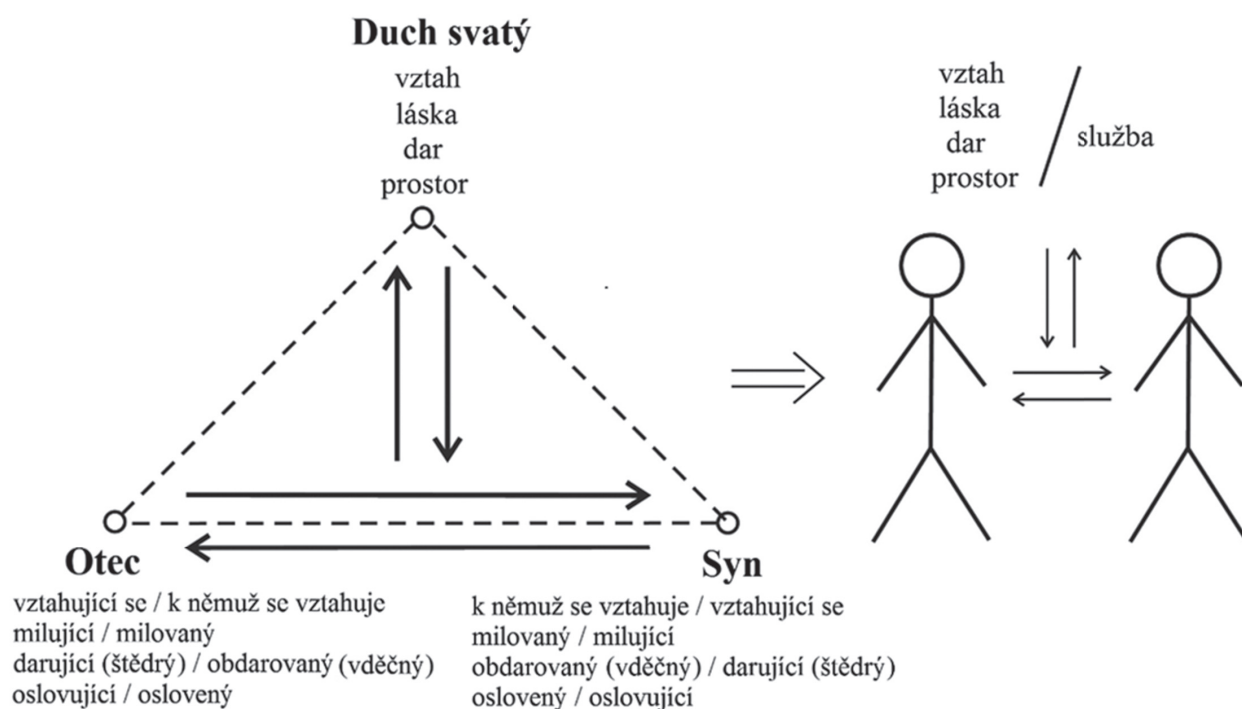 Duch svatý
vztah
láska
dar
prostor
vztah
láska
dar
prostor
služba
Otec
vztahující se / k němuž se vztahuje
milující / milovaný
darující (štědrý) / obdarovaný (vděčný)
oslovující / oslovený
Syn
k němuž se vztahuje / vztahující se
milovaný / milující
obdarovaný (vděčný) / darující (štědrý)
oslovený / oslovující